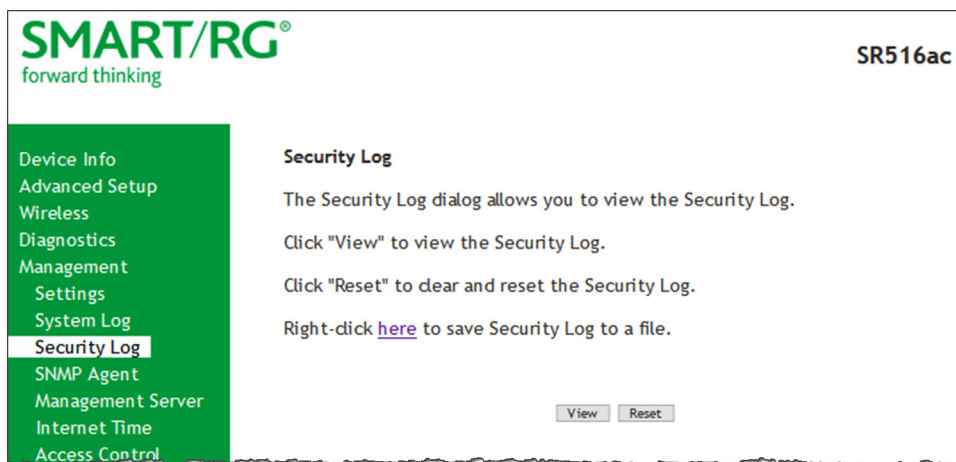 SMART/RG®
forward thinking
SR516ac
Device Info
Advanced Setup
Wireless
Diagnostics
Management
Settings
System Log
Security Log
SNMP Agent
Management Server
Internet Time
Access Control
Security Log
The Security Log dialog allows you to view the Security Log.
Click "View" to view the Security Log.
Click "Reset" to clear and reset the Security Log.
Right-click here to save Security Log to a file.
View Reset